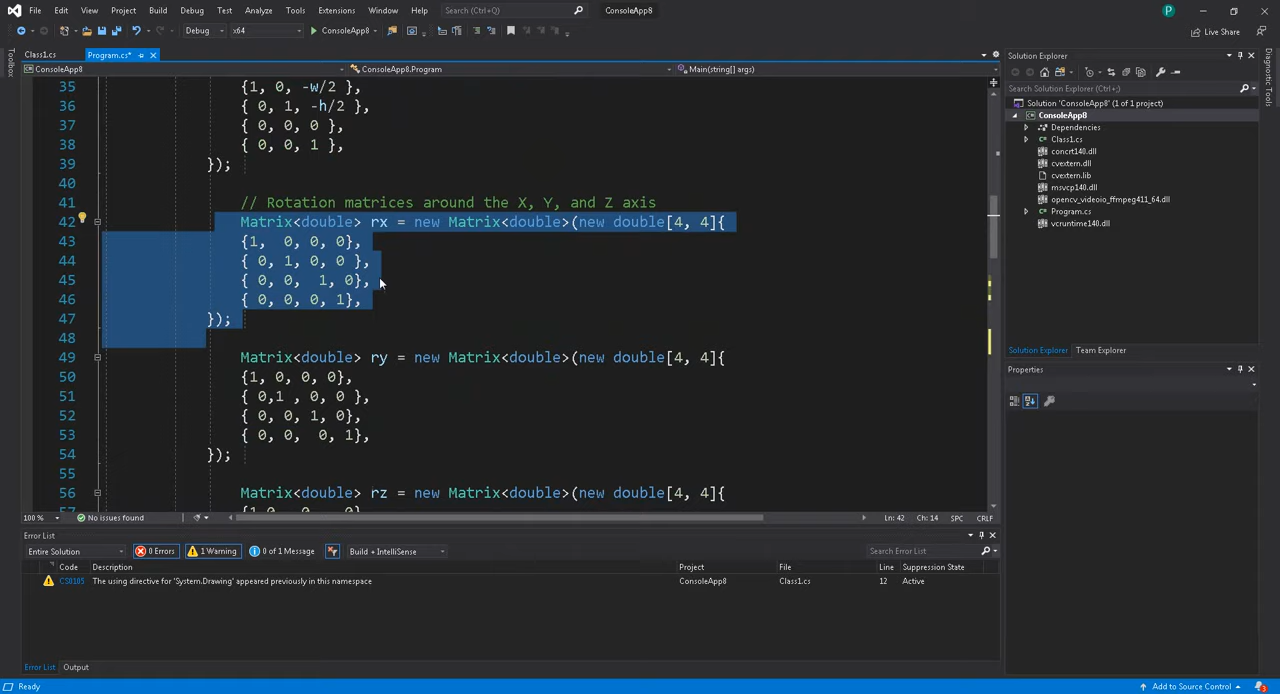 File Edit View Project Build Debug Test Analyze Tools Extensions Window Help Search (Ctrl+Q) ConsoleApp8 P
Debug x64 ConsoleApp8 Live Share
Toolbox
Class1.cs Program.cs*
ConsoleApp8 ConsoleApp8.Program Main(string[] args)
35 {1, 0, -w/2 },
36 { 0, 1, -h/2 },
37 { 0, 0, 0 },
38 { 0, 0, 1 },
39 });
40
41 // Rotation matrices around the X, Y, and Z axis
42 Matrix<double> rx = new Matrix<double>(new double[4, 4]{
43 {1, 0, 0, 0},
44 { 0, 1, 0, 0 },
45 { 0, 0, 1, 0},
46 { 0, 0, 0, 1},
47 });
48
49 Matrix<double> ry = new Matrix<double>(new double[4, 4]{
50 {1, 0, 0, 0},
51 { 0,1 , 0, 0 },
52 { 0, 0, 1, 0},
53 { 0, 0, 0, 1},
54 });
55
56 Matrix<double> rz = new Matrix<double>(new double[4, 4]{
100 % No issues found Ln: 42 Ch: 14 SPC CRLF
Error List
Entire Solution 0 Errors 1 Warning 0 of 1 Message Build + IntelliSense Search Error List
Code Description Project File Line Suppression State
CS0105 The using directive for 'System.Drawing' appeared previously in this namespace ConsoleApp8 Class1.cs 12 Active
Error List Output
Ready Add to Source Control
Solution Explorer
Search Solution Explorer (Ctrl+;)
Solution 'ConsoleApp8' (1 of 1 project)
ConsoleApp8
Dependencies
Class1.cs
concrt140.dll
cvextern.dll
cvextern.lib
msvcp140.dll
opencv_videoio_ffmpeg411_64.dll
Program.cs
vcruntime140.dll
Solution Explorer Team Explorer
Properties
Diagnostic Tools